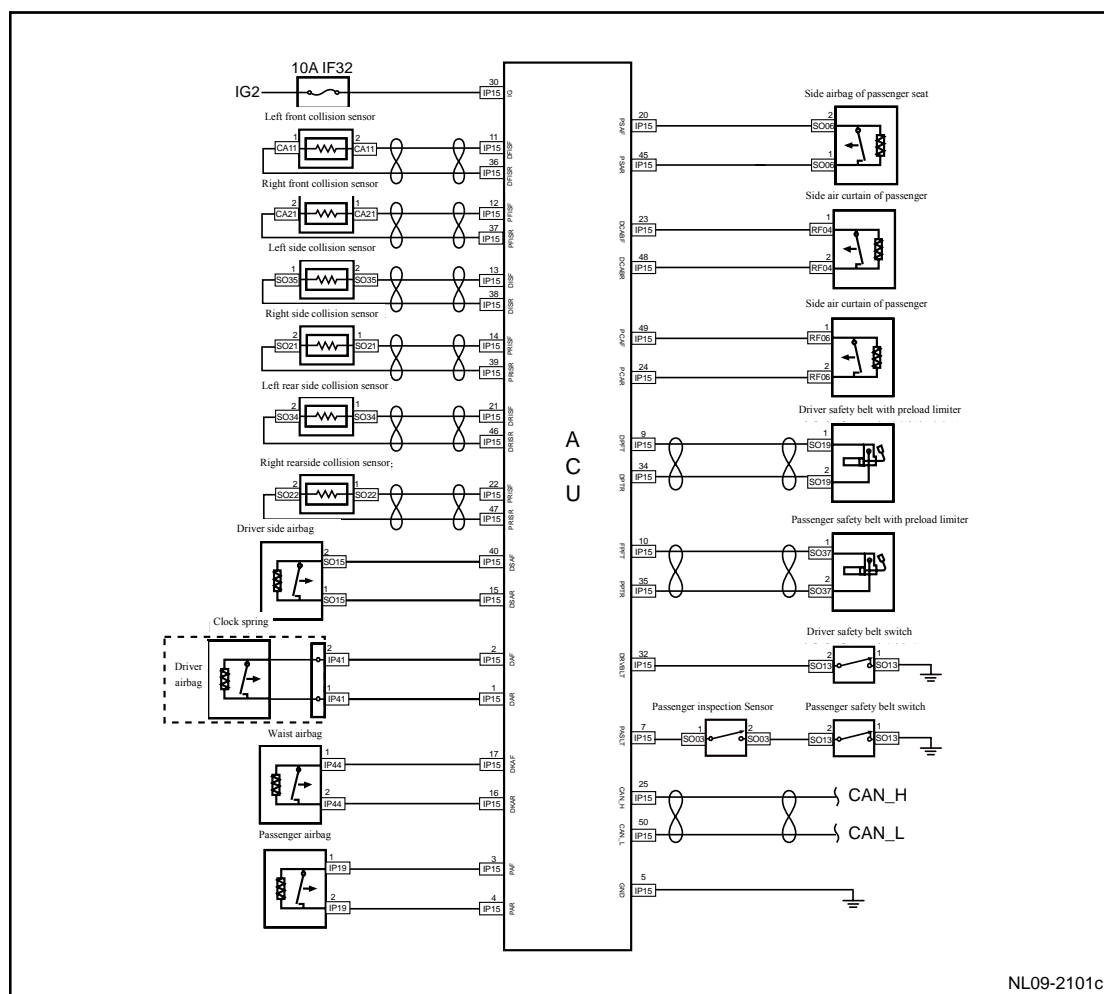 10A IF32
IG2
30
IP15
IG
Left front collision sensor
1
CA11
2
CA11
11
IP15
DFISF
36
IP15
DFISR
Right front collision sensor
2
CA21
1
CA21
12
IP15
PFISF
37
IP15
PFISR
Left side collision sensor
1
SO35
2
SO35
13
IP15
DISF
38
IP15
DISR
Right side collision sensor
2
SO21
1
SO21
14
IP15
PRISF
39
IP15
PRISR
Left rear side collision sensor
2
SO34
1
SO34
21
IP15
DRISF
46
IP15
DRISR
Right rearside collision sensor;
2
SO22
1
SO22
22
IP15
PRISF
47
IP15
PRISR
Driver side airbag
2
SO15
40
IP15
DSAF
1
SO15
15
IP15
DSAR
Clock spring
Driver
airbag
2
IP41
2
IP15
DAF
1
IP41
1
IP15
DAR
Waist airbag
1
IP44
17
IP15
DKAF
2
IP44
16
IP15
DKAR
Passenger airbag
1
IP19
3
IP15
PAF
2
IP19
4
IP15
PAR
A
C
U
Side airbag of passenger seat
PSAF
20
IP15
2
SO06
PSAR
45
IP15
1
SO06
Side air curtain of passenger
DCABF
23
IP15
1
RF04
DCABR
48
IP15
2
RF04
Side air curtain of passenger
PCAF
49
IP15
1
RF06
PCAR
24
IP15
2
RF06
Driver safety belt with preload limiter
DPFT
9
IP15
1
SO19
DPTR
34
IP15
2
SO19
Passenger safety belt with preload limiter
FPFT
10
IP15
1
SO37
PPTR
35
IP15
2
SO37
Driver safety belt switch
DRVBLT
32
IP15
2
SO13
1
SO13
Passenger inspection Sensor
Passenger safety belt switch
PASLT
7
IP15
1
SO03
2
SO03
2
SO13
1
SO13
CAN_H
25
IP15
CAN_H
CAN_L
50
IP15
CAN_L
GND
5
IP15
NL09-2101c